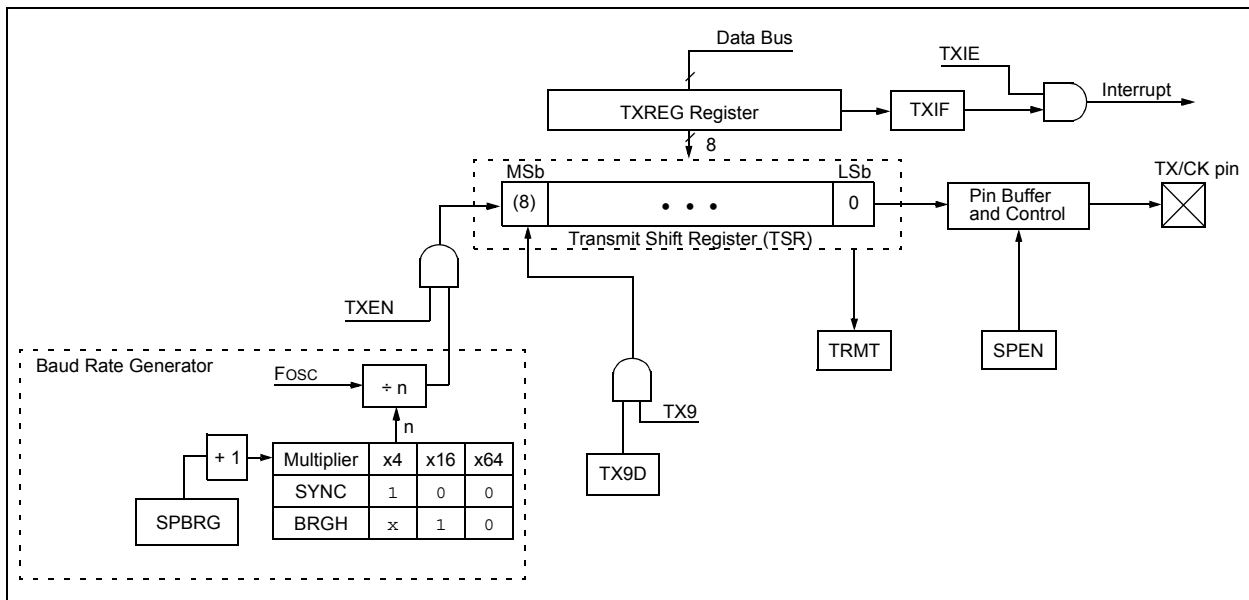 Data Bus
TXIE
TXREG Register
TXIF
Interrupt
8
MSb
LSb
(8)
• • •
0
Transmit Shift Register (TSR)
Pin Buffer
and Control
TX/CK pin
TXEN
TRMT
SPEN
Baud Rate Generator
FOSC
÷ n
n
TX9
+ 1
Multiplier x4 x16 x64
SYNC 1 0 0
BRGH x 1 0
TX9D
SPBRG